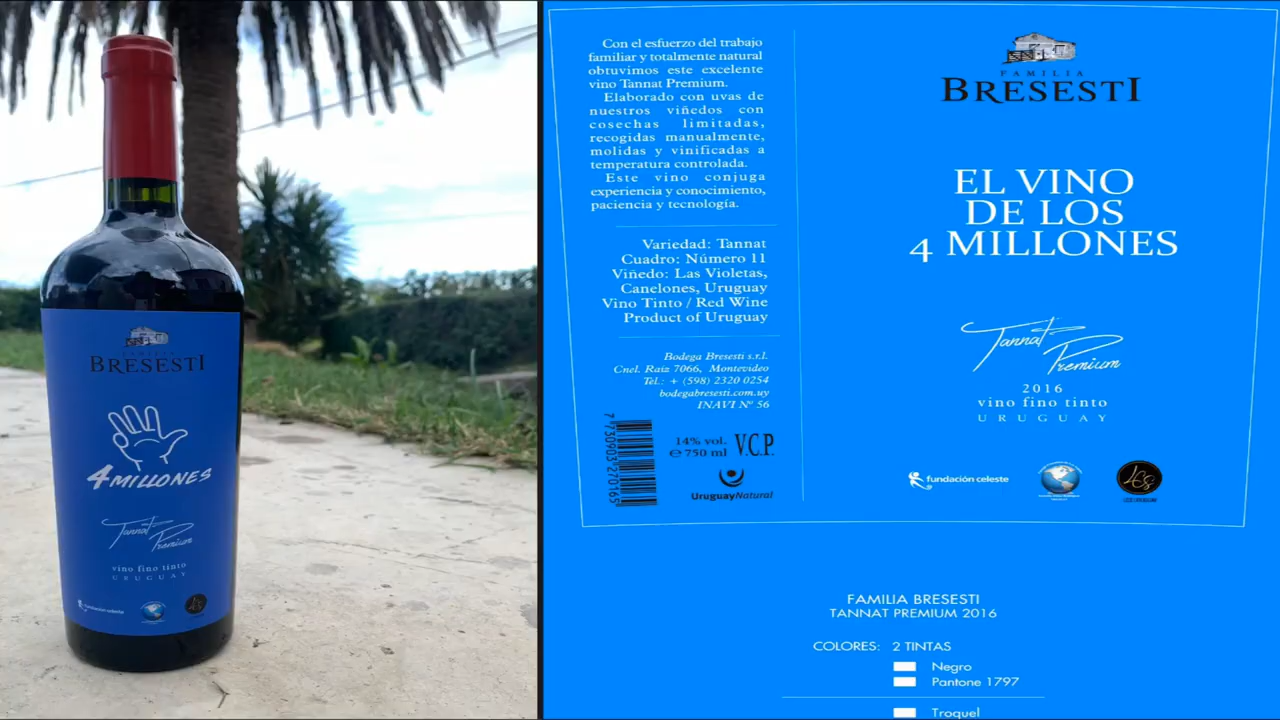 FAMILIA
BRESESTI
4 MILLONES
Tannat
Premium
vino fino tinto
URUGUAY
fundación celeste
Con el esfuerzo del trabajo
familiar y totalmente natural
obtuvimos este excelente
vino Tannat Premium.
Elaborado con uvas de
nuestros viñedos con
cosechas limitadas,
recogidas manualmente,
molidas y vinificadas a
temperatura controlada.
Este vino conjuga
experiencia y conocimiento,
paciencia y tecnología.
Variedad: Tannat
Cuadro: Número 11
Viñedo: Las Violetas,
Canelones, Uruguay
Vino Tinto / Red Wine
Product of Uruguay
Bodega Bresesti s.r.l.
Cnel. Raiz 7066, Montevideo
Tel.: + (598) 2320 0254
bodegabresesti.com.uy
INAVI Nº 56
7730903270165
14% vol.
e 750 ml
V.C.P.
UruguayNatural
FAMILIA
BRESESTI
EL VINO
DE LOS
4 MILLONES
Tannat
Premium
2016
vino fino tinto
URUGUAY
fundación celeste
FAMILIA BRESESTI
TANNAT PREMIUM 2016
COLORES: 2 TINTAS
Negro
Pantone 1797
Troquel